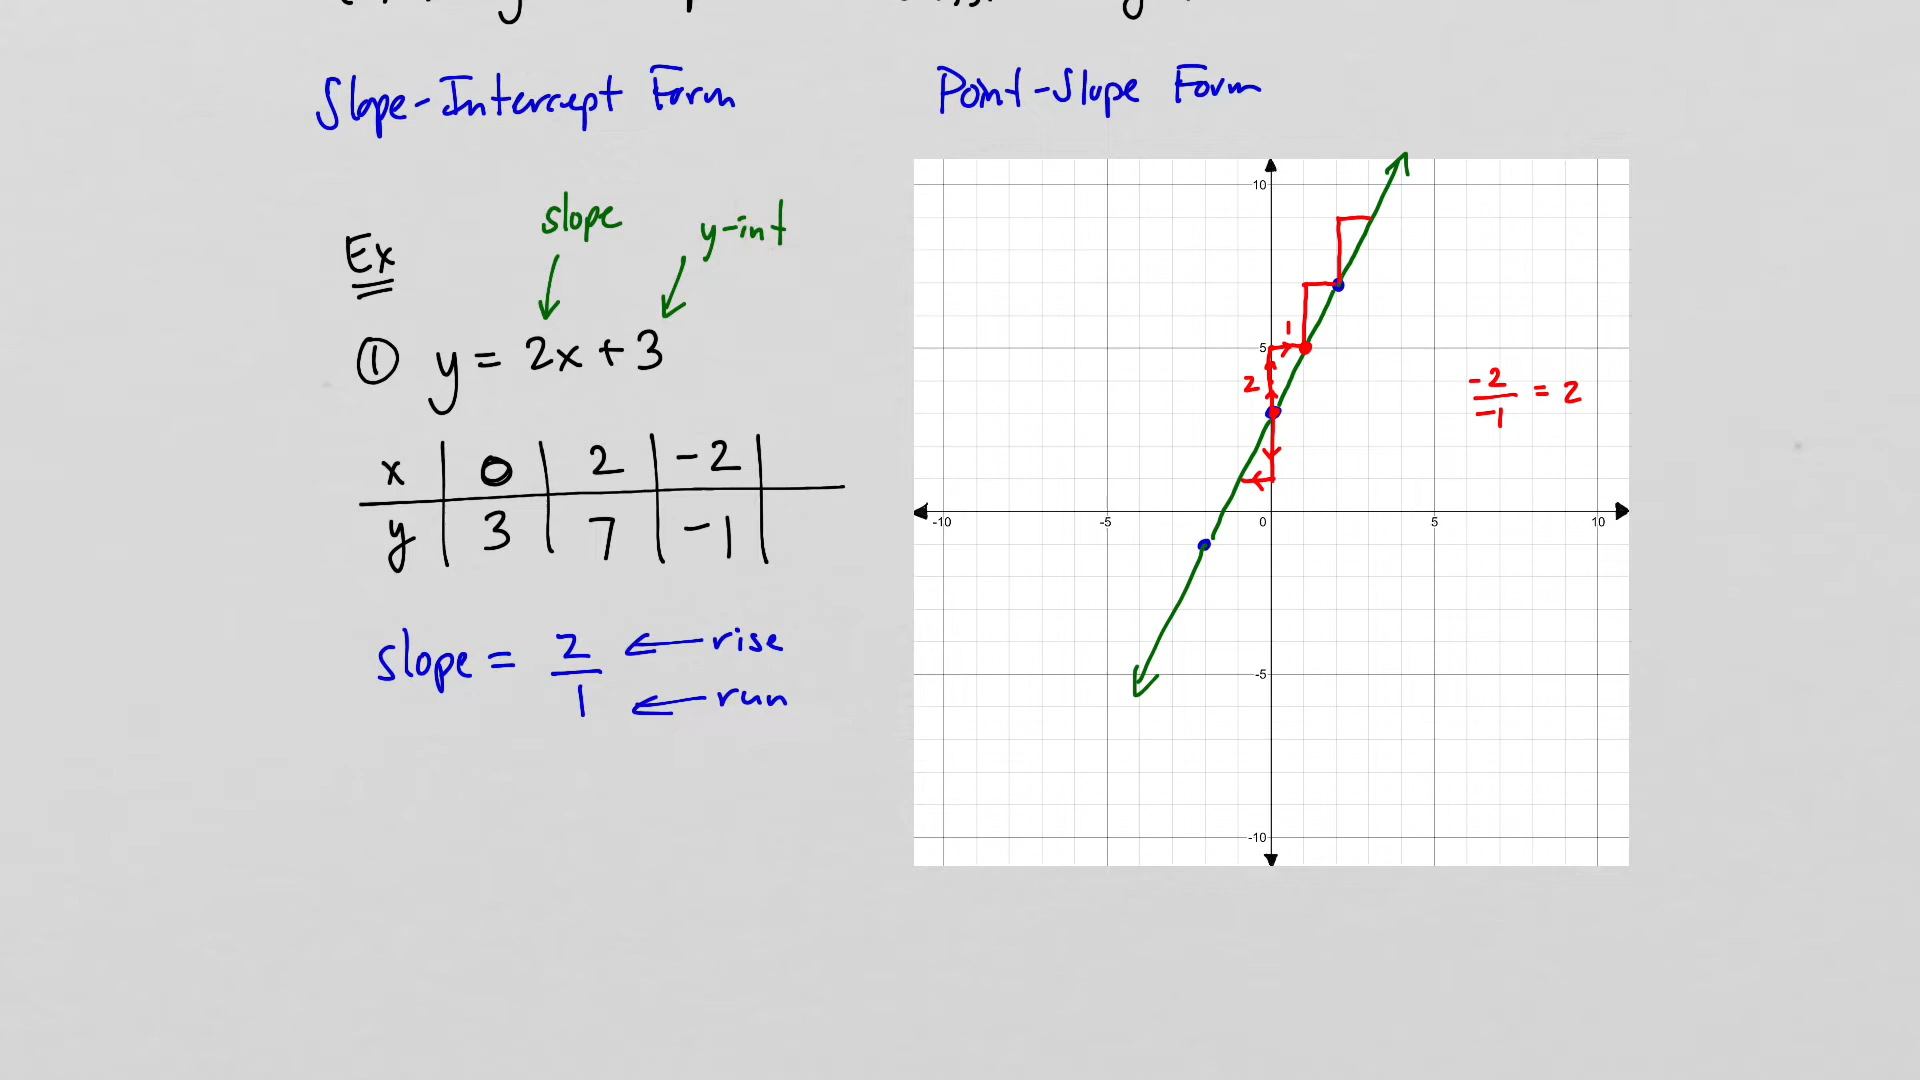 Slope-Intercept Form
Point-Slope Form
Ex
slope
y-int
① y = 2x + 3
x 0 2 -2
y 3 7 -1
slope = 2/1
rise
run
10
5
-10 -5 0 5 10
-5
-10
1
2
-2/-1 = 2